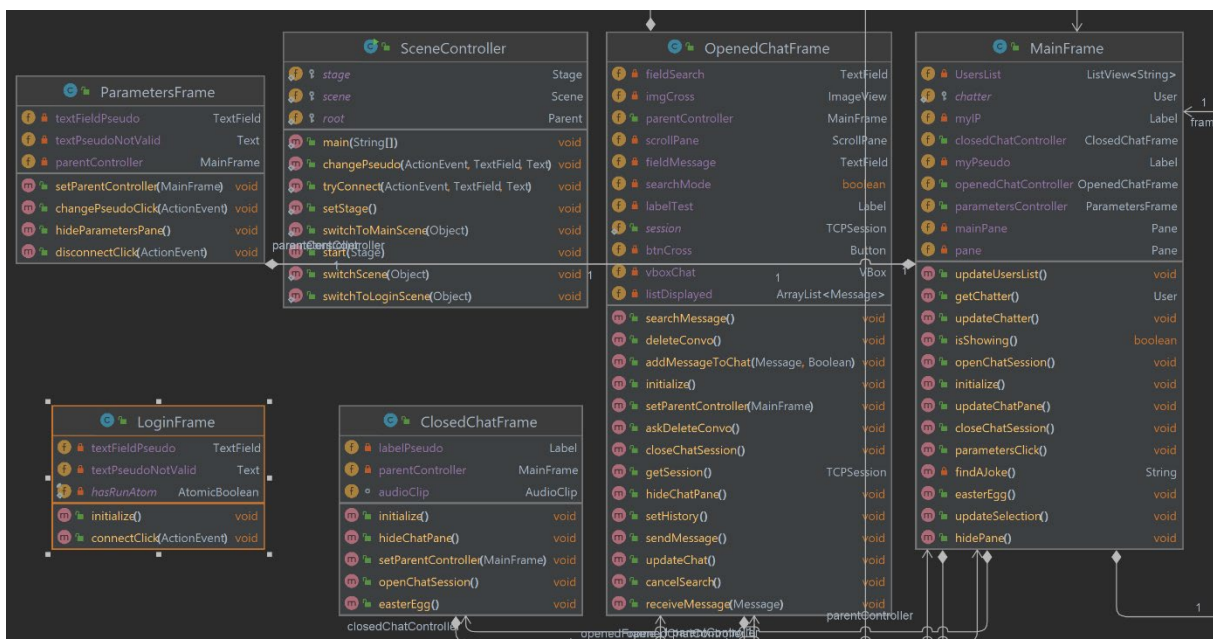 SceneController
stage Stage
scene Scene
root Parent
main(String[]) void
changePseudo(ActionEvent, TextField, Text) void
tryConnect(ActionEvent, TextField, Text) void
setStage() void
switchToMainScene(Object) void
start(Stage) void
switchScene(Object) void
switchToLoginScene(Object) void
OpenedChatFrame
fieldSearch TextField
imgCross ImageView
parentController MainFrame
scrollPane ScrollPane
fieldMessage TextField
searchMode boolean
labelTest Label
session TCPSession
btnCross Button
vboxChat VBox
listDisplayed ArrayList<Message>
searchMessage() void
deleteConvo() void
addMessageToChat(Message, Boolean) void
initialize() void
setParentController(MainFrame) void
askDeleteConvo() void
closeChatSession() void
getSession() TCPSession
hideChatPane() void
setHistory() void
sendMessage() void
updateChat() void
cancelSearch() void
receiveMessage(Message) void
MainFrame
UsersList ListView<String>
chatter User
myIP Label
closedChatController ClosedChatFrame
myPseudo Label
openedChatController OpenedChatFrame
parametersController ParametersFrame
mainPane Pane
pane Pane
updateUsersList() void
getChatter() User
updateChatter() void
isShowing() boolean
openChatSession() void
initialize() void
updateChatPane() void
closeChatSession() void
parametersClick() void
findAJoke() String
easterEgg() void
updateSelection() void
hidePane() void
ParametersFrame
textFieldPseudo TextField
textPseudoNotValid Text
parentController MainFrame
setParentController(MainFrame) void
changePseudoClick(ActionEvent) void
hideParametersPane() void
disconnectClick(ActionEvent) void
1
1
1
1
1
fram
LoginFrame
textFieldPseudo TextField
textPseudoNotValid Text
hasRunAtom AtomicBoolean
initialize() void
connectClick(ActionEvent) void
ClosedChatFrame
labelPseudo Label
parentController MainFrame
audioClip AudioClip
initialize() void
hideChatPane() void
setParentController(MainFrame) void
openChatSession() void
easterEgg() void
closedChatController
parentController
1